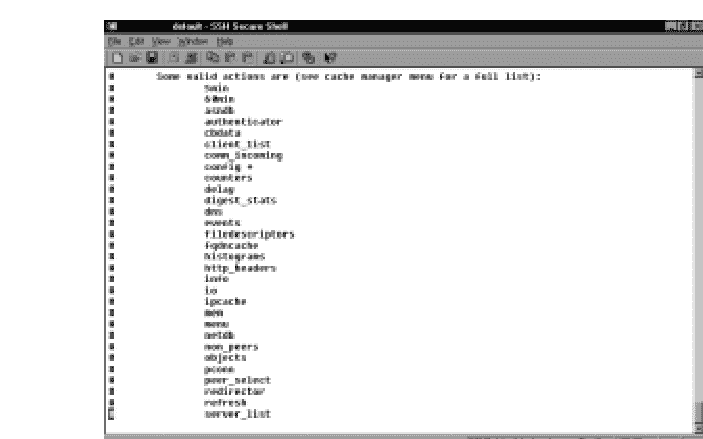 default - SSH Secure Shell
File Edit View Window Help
# Some valid actions are (see cache manager menu for a full list):
# 5min
# 60min
# asndb
# authenticator
# cbdata
# client_list
# comm_incoming
# config *
# counters
# delay
# digest_stats
# dns
# events
# filedescriptors
# fqdncache
# histograms
# http_headers
# info
# io
# ipcache
# mem
# menu
# netdb
# non_peers
# objects
# pconn
# peer_select
# redirector
# refresh
# server_list